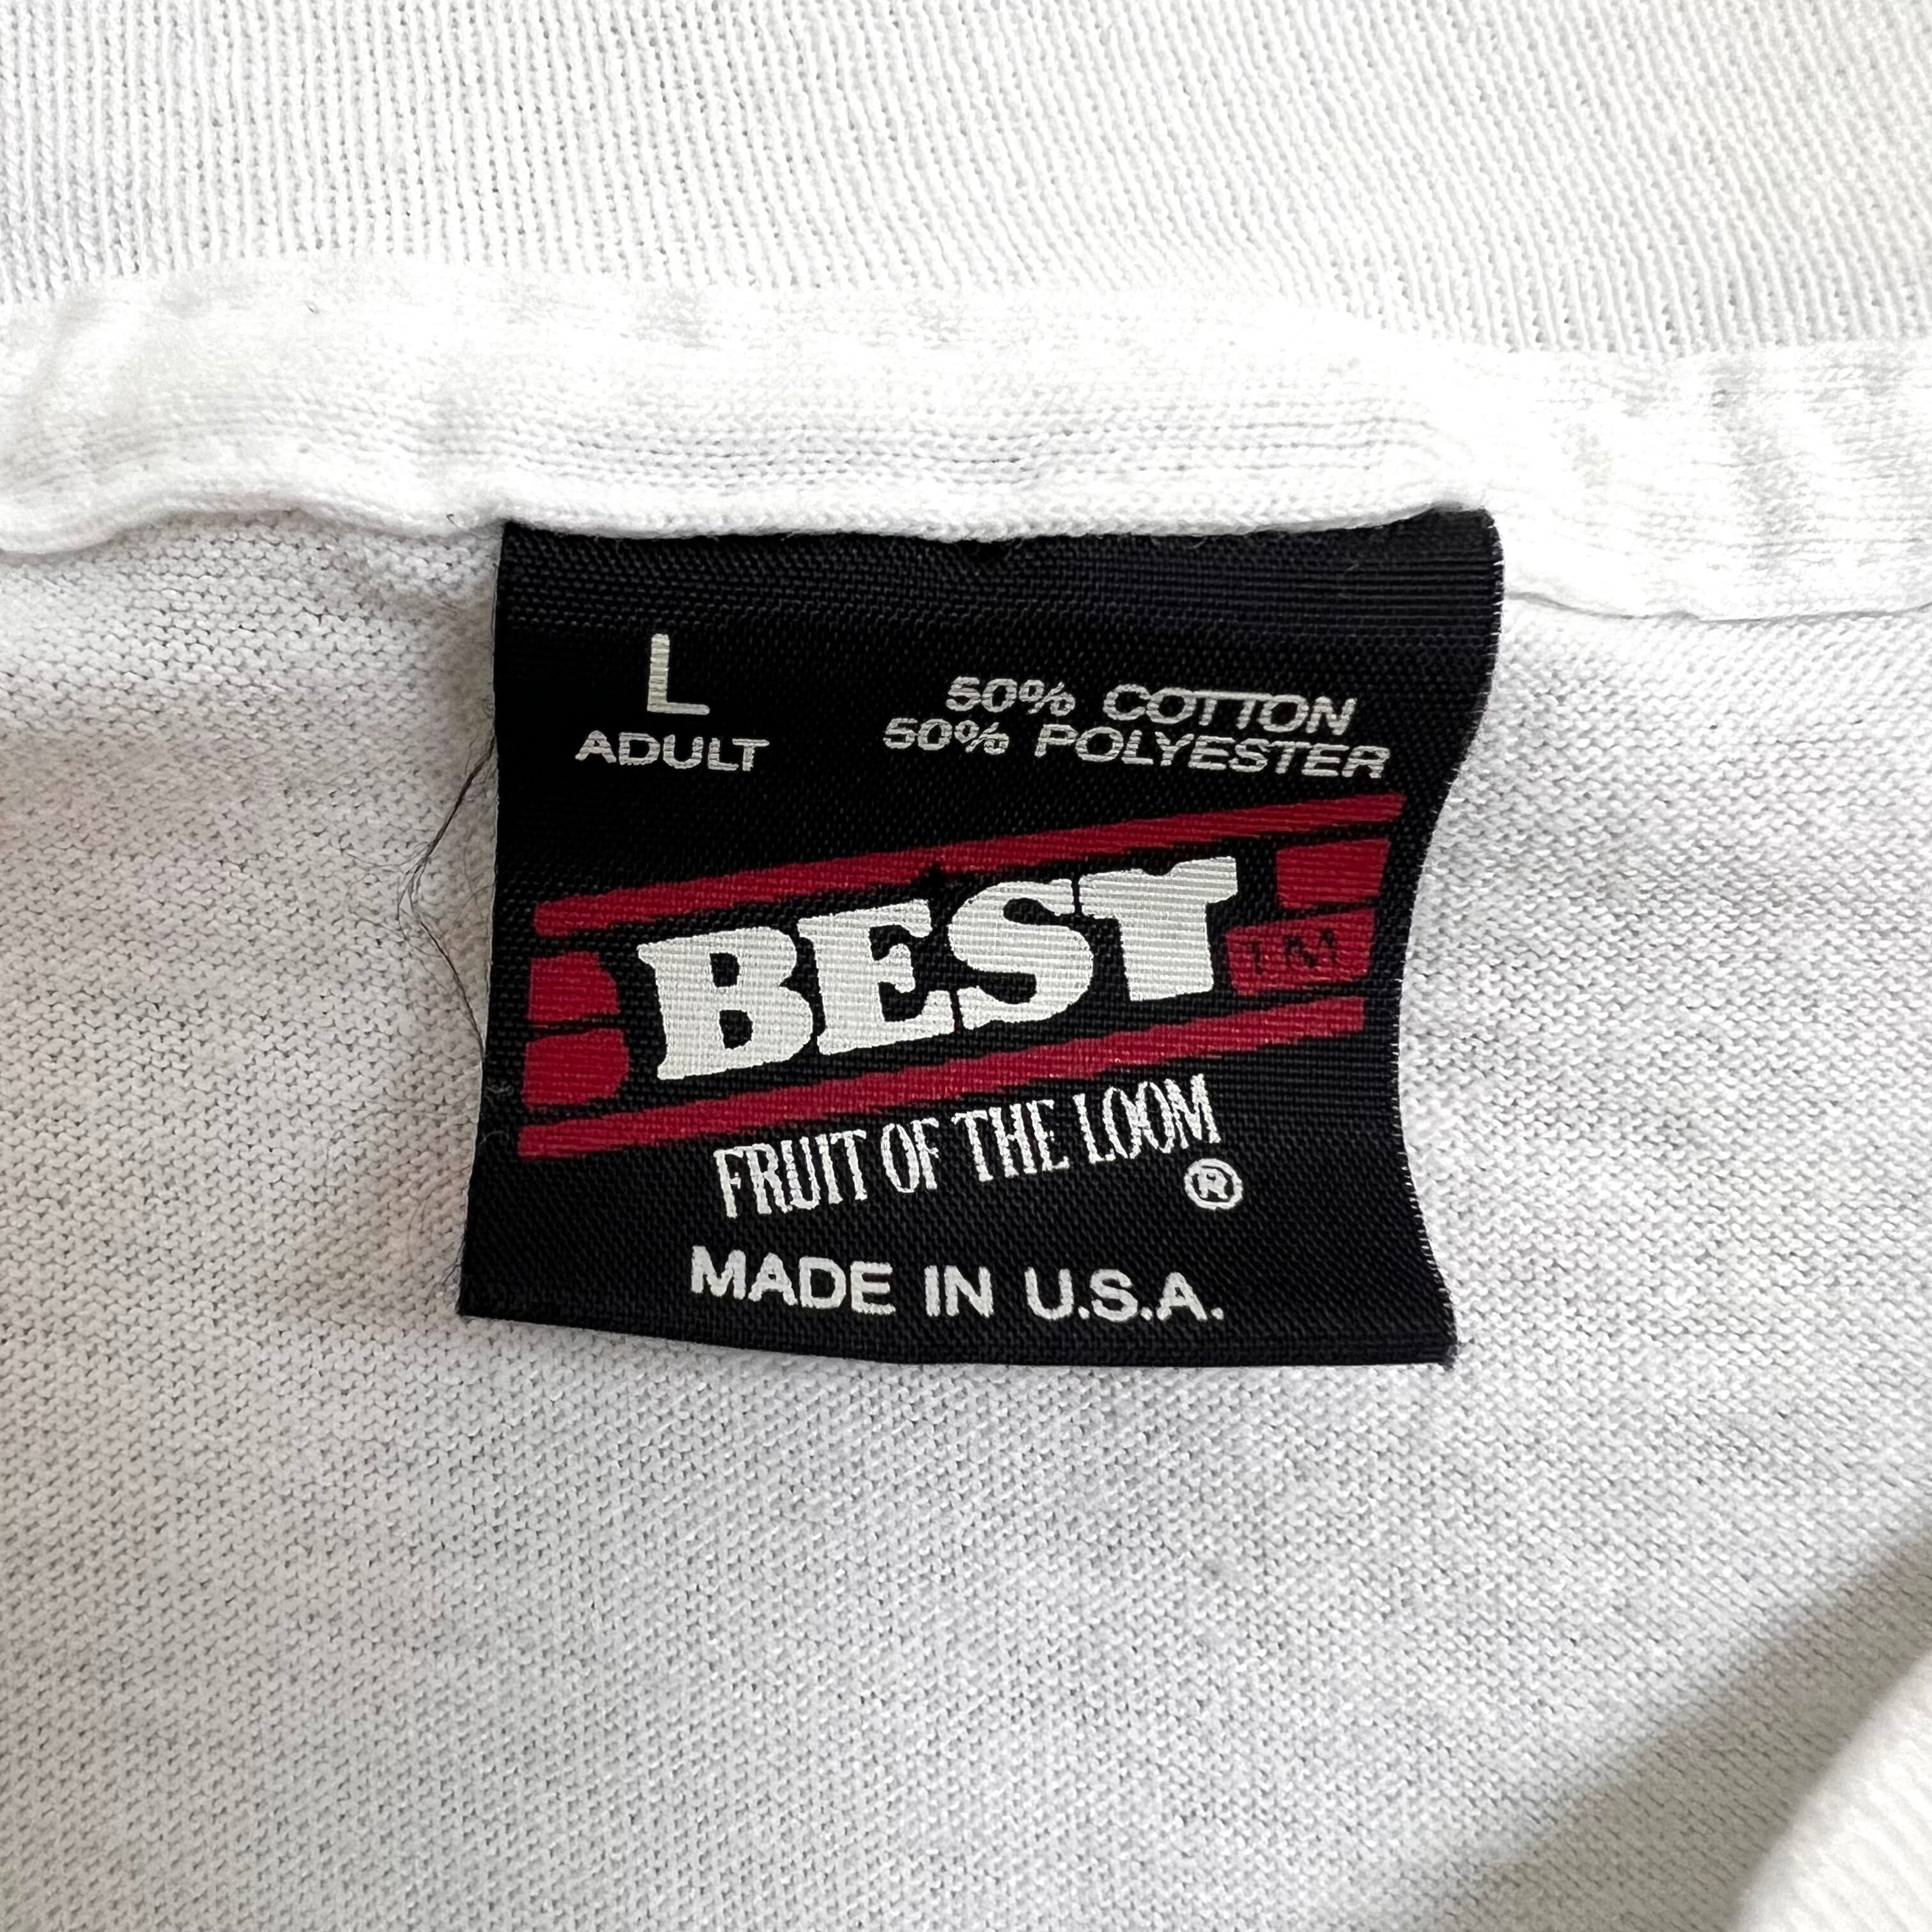 L
ADULT
50% COTTON
50% POLYESTER
BEST
TM
FRUIT OF THE LOOM
®
MADE IN U.S.A.